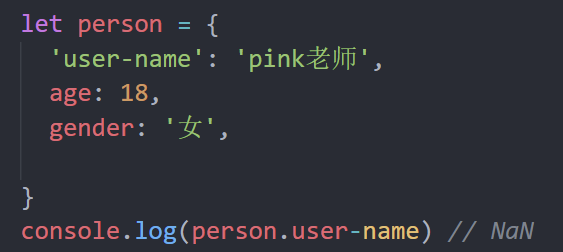 let person = {
'user-name': 'pink老师',
age: 18,
gender: '女',
}
console.log(person.user-name) // NaN